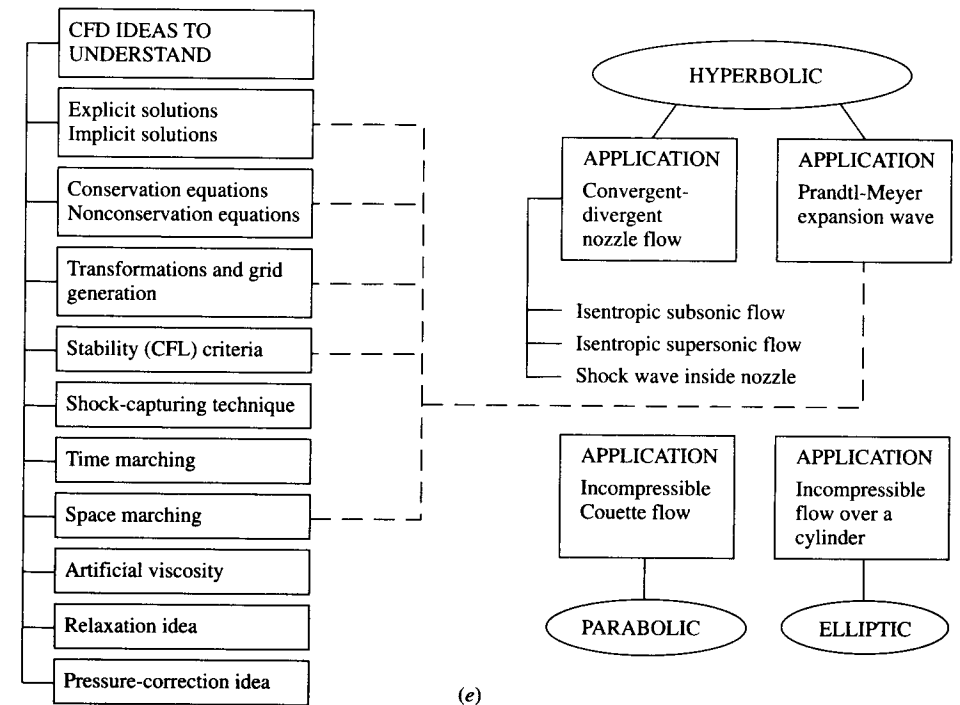 CFD IDEAS TO
UNDERSTAND
Explicit solutions
Implicit solutions
Conservation equations
Nonconservation equations
Transformations and grid
generation
Stability (CFL) criteria
Shock-capturing technique
Time marching
Space marching
Artificial viscosity
Relaxation idea
Pressure-correction idea
HYPERBOLIC
APPLICATION
Convergent-
divergent
nozzle flow
APPLICATION
Prandtl-Meyer
expansion wave
Isentropic subsonic flow
Isentropic supersonic flow
Shock wave inside nozzle
APPLICATION
Incompressible
Couette flow
APPLICATION
Incompressible
flow over a
cylinder
PARABOLIC
ELLIPTIC
(e)